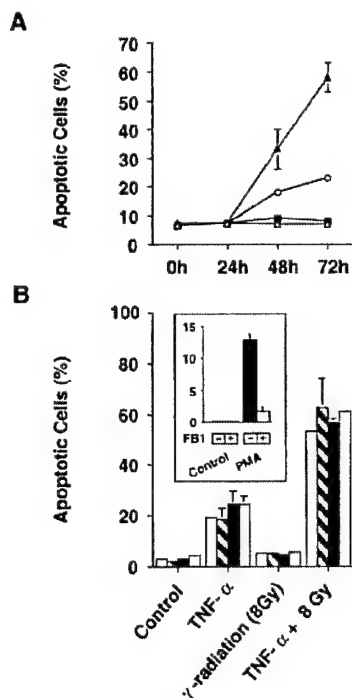 A
Apoptotic Cells (%)
70
60
50
40
30
20
10
0
0h 24h 48h 72h
B
Apoptotic Cells (%)
100
80
60
40
20
0
15
10
5
0
FB1 - + - +
Control PMA
Control
TNF- α
γ-radiation (8Gy)
TNF- α + 8 Gy